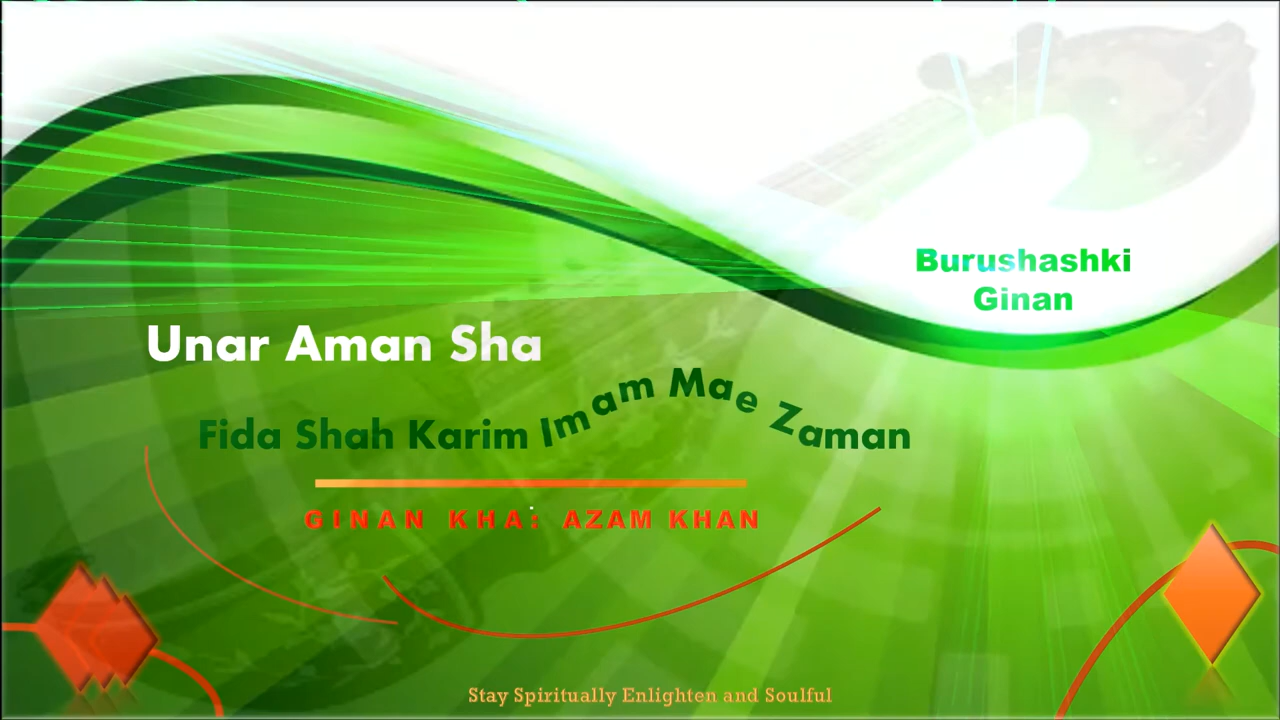 Burushashki
Ginan
Unar Aman Sha
Fida Shah Karim Imam Mae Zaman
GINAN KHA: AZAM KHAN
Stay Spiritually Enlighten and Soulful